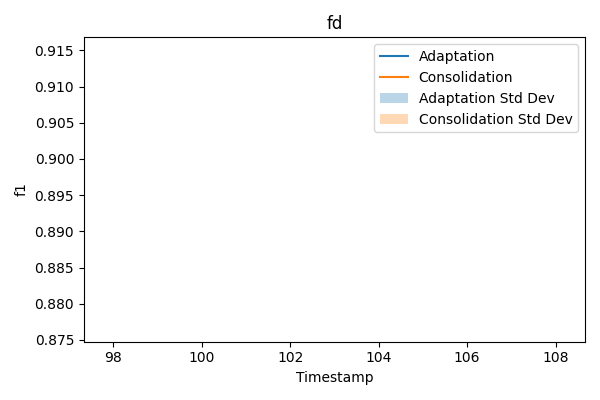 fd
0.915
0.910
0.905
0.900
0.895
0.890
0.885
0.880
0.875
f1
Adaptation
Consolidation
Adaptation Std Dev
Consolidation Std Dev
98 100 102 104 106 108
Timestamp